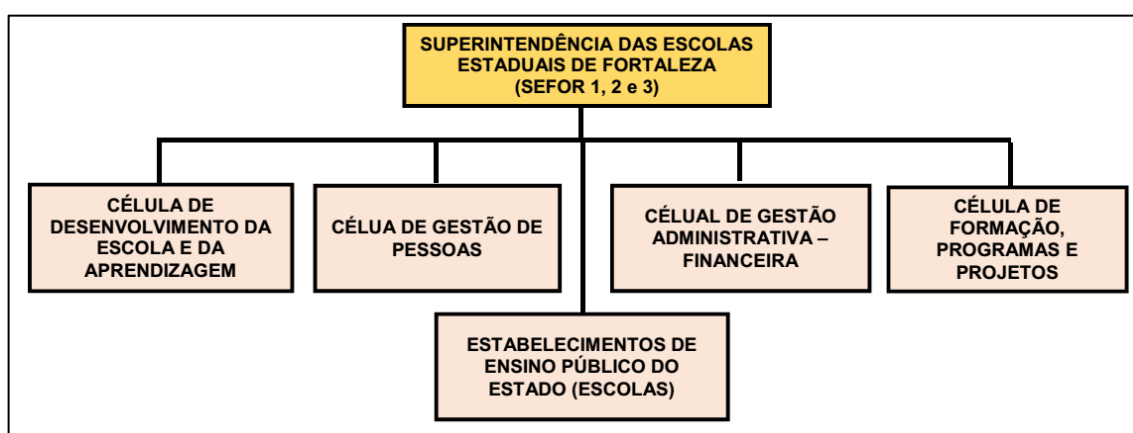 SUPERINTENDÊNCIA DAS ESCOLAS
ESTADUAIS DE FORTALEZA
(SEFOR 1, 2 e 3)
CÉLULA DE
DESENVOLVIMENTO DA
ESCOLA E DA
APRENDIZAGEM
CÉLUA DE GESTÃO DE
PESSOAS
CÉLUAL DE GESTÃO
ADMINISTRATIVA –
FINANCEIRA
CÉLULA DE
FORMAÇÃO,
PROGRAMAS E
PROJETOS
ESTABELECIMENTOS DE
ENSINO PÚBLICO DO
ESTADO (ESCOLAS)